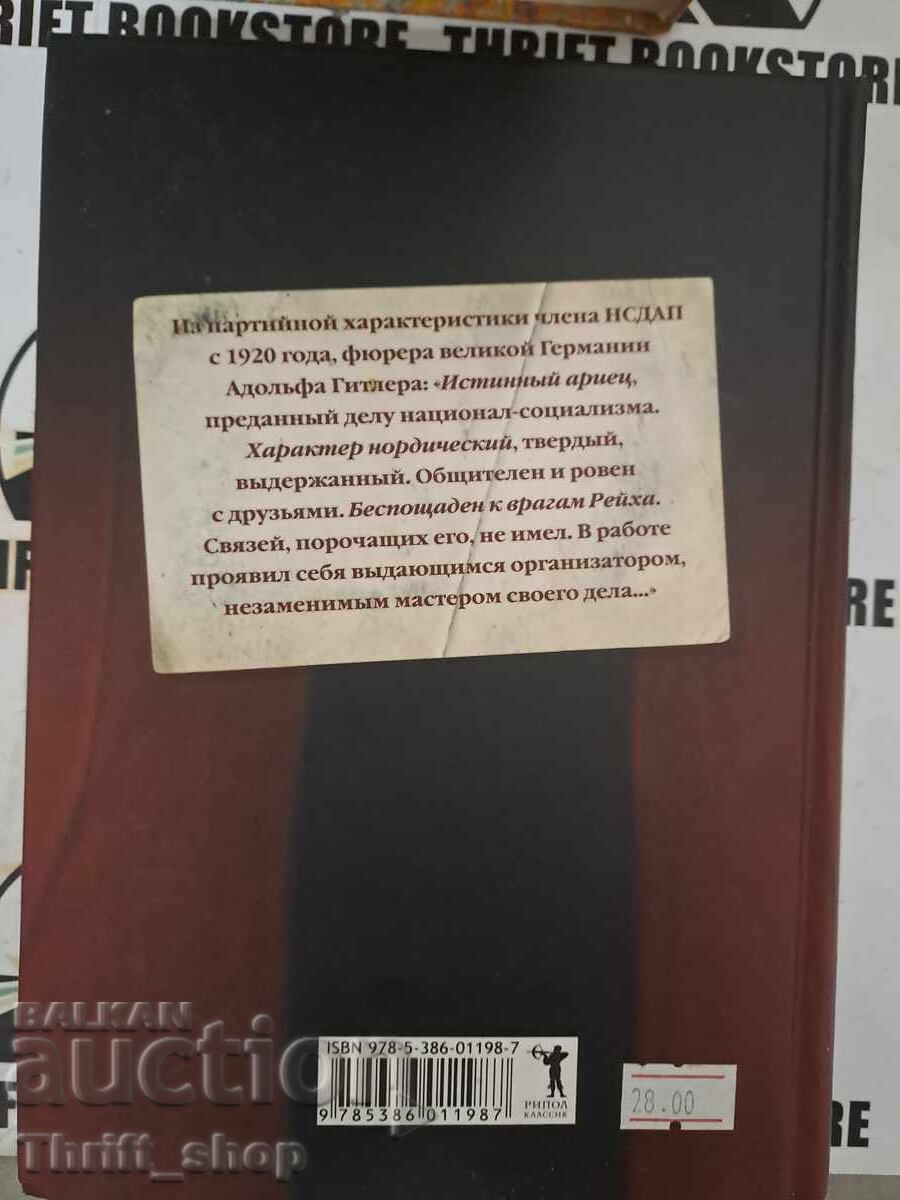 THRIFT BOOKSTORE THRIFT BOOKSTORE
Из партийной характеристики члена НСДАП
с 1920 года, фюрера великой Германии
Адольфа Гитлера: «Истинный ариец,
преданный делу национал-социализма.
Характер нордический, твердый,
выдержанный. Общителен и ровен
с друзьями. Беспощаден к врагам Рейха.
Связей, порочащих его, не имел. В работе
проявил себя выдающимся организатором,
незаменимым мастером своего дела...»
BALKAN
auction
Thrift_shop
ISBN 978-5-386-01198-7
9 785386 011987
РИПОЛ
КЛАССИК
28.00